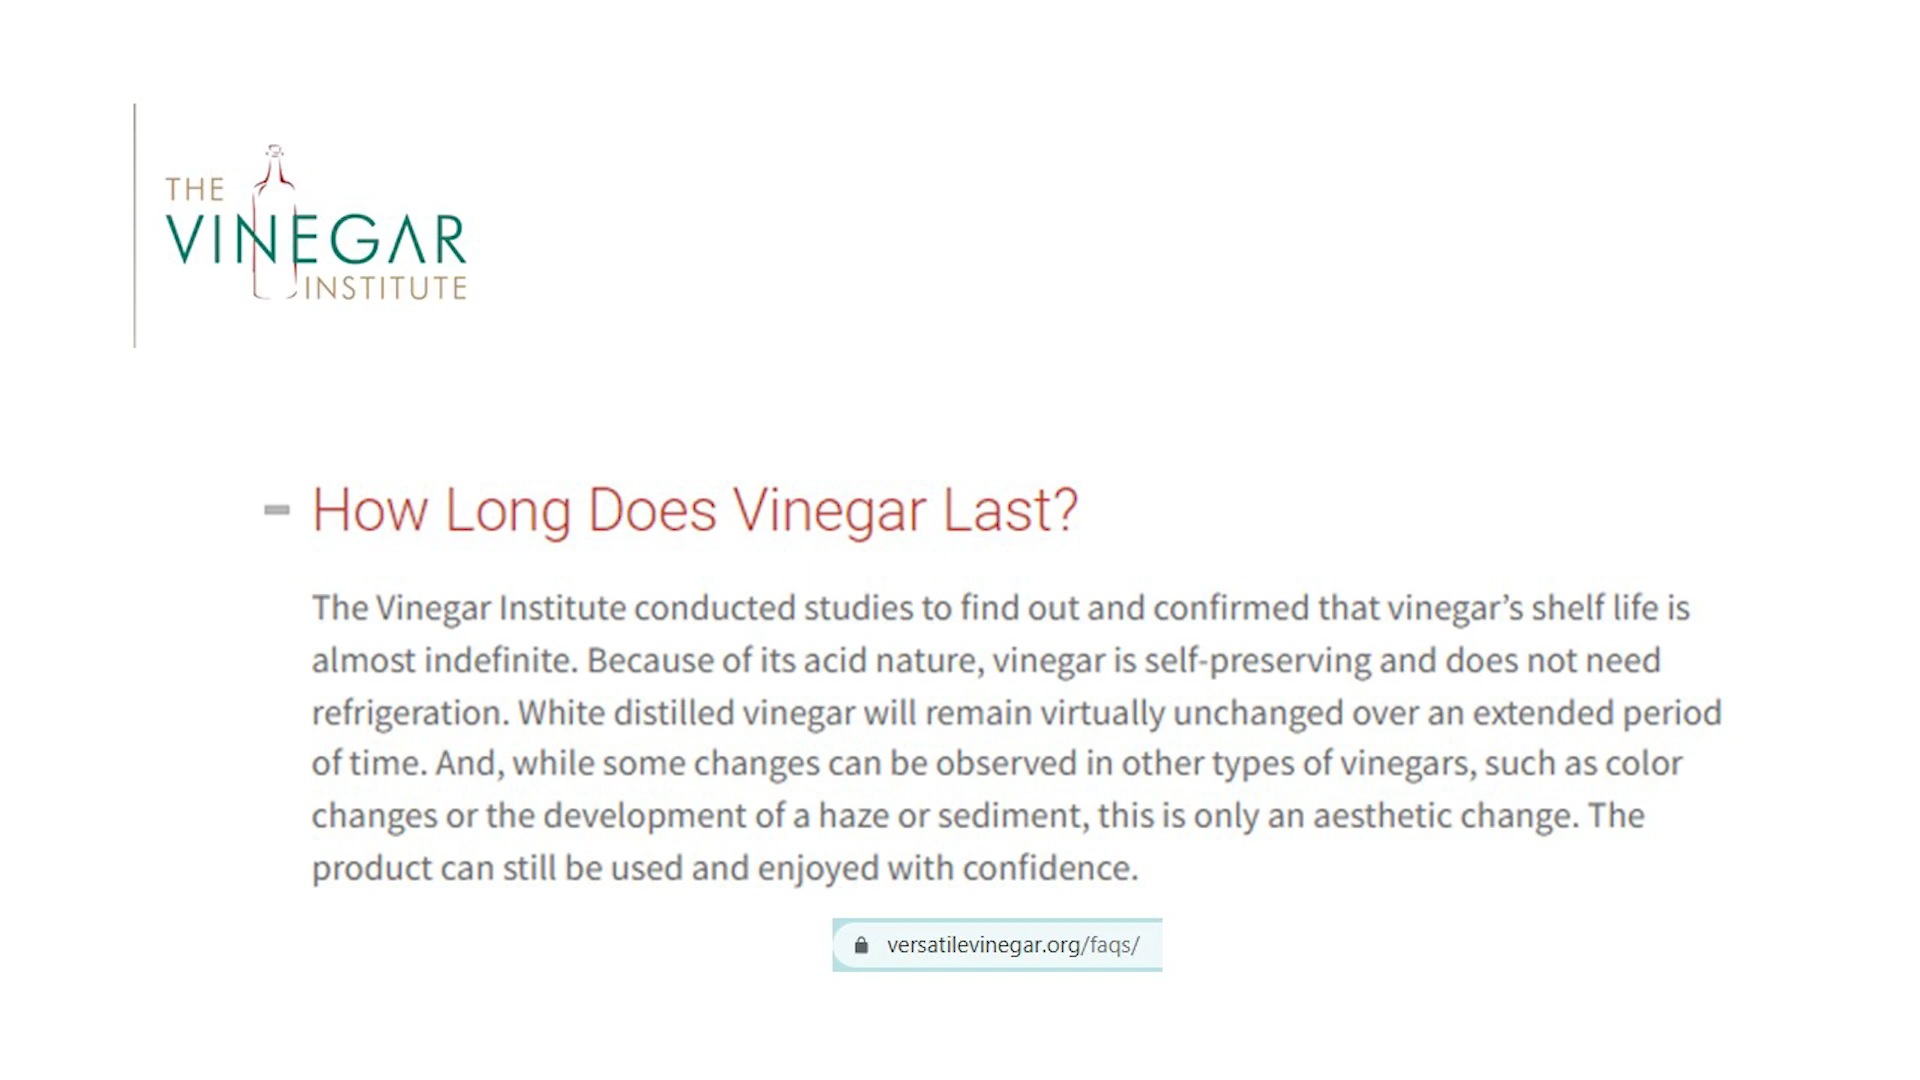 THE
VINEGAR
INSTITUTE
How Long Does Vinegar Last?
The Vinegar Institute conducted studies to find out and confirmed that vinegar’s shelf life is
almost indefinite. Because of its acid nature, vinegar is self-preserving and does not need
refrigeration. White distilled vinegar will remain virtually unchanged over an extended period
of time. And, while some changes can be observed in other types of vinegars, such as color
changes or the development of a haze or sediment, this is only an aesthetic change. The
product can still be used and enjoyed with confidence.
versatilevinegar.org/faqs/